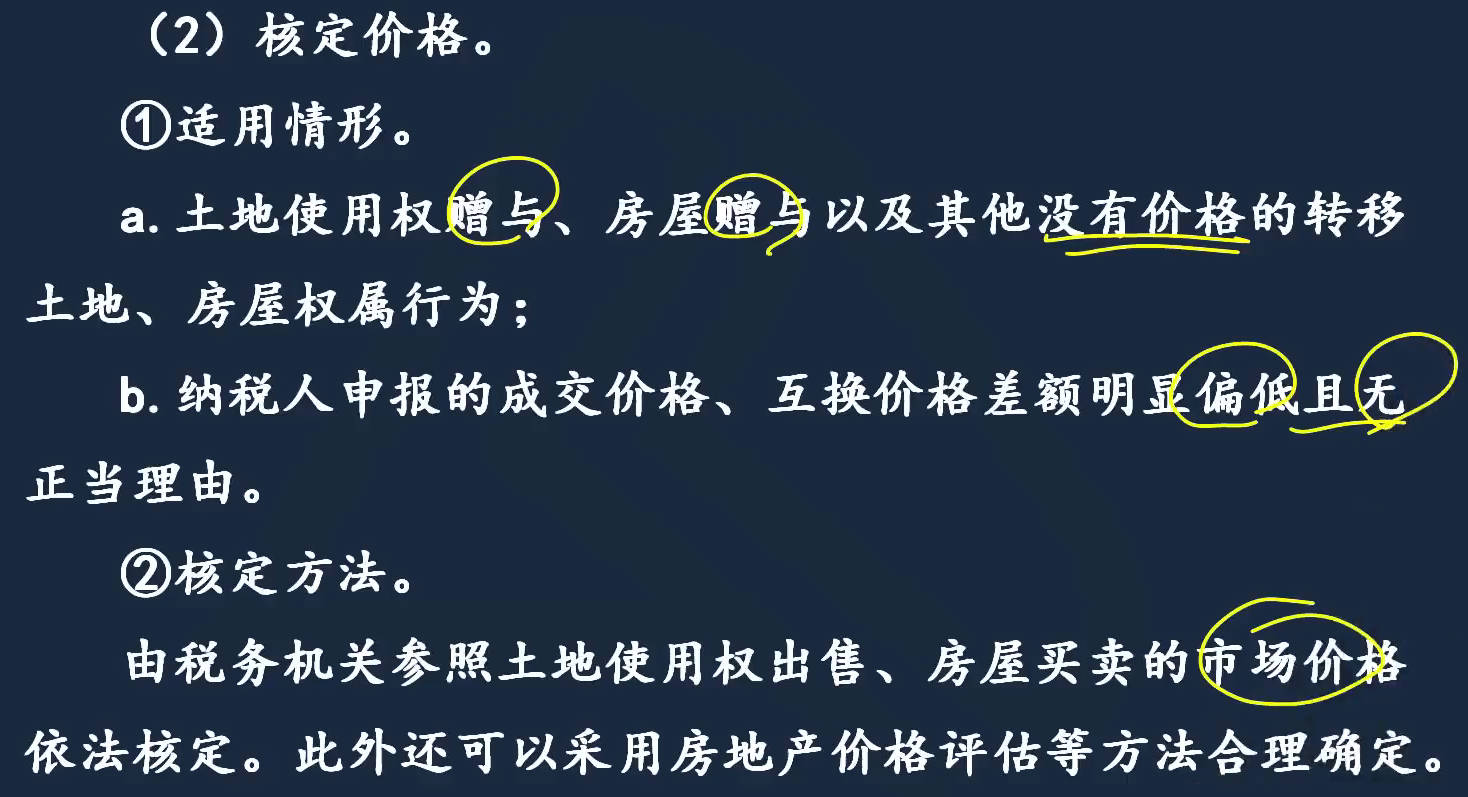 （2）核定价格。
①适用情形。
a. 土地使用权赠与、房屋赠与以及其他没有价格的转移
土地、房屋权属行为；
b. 纳税人申报的成交价格、互换价格差额明显偏低且无
正当理由。
②核定方法。
由税务机关参照土地使用权出售、房屋买卖的市场价格
依法核定。此外还可以采用房地产价格评估等方法合理确定。